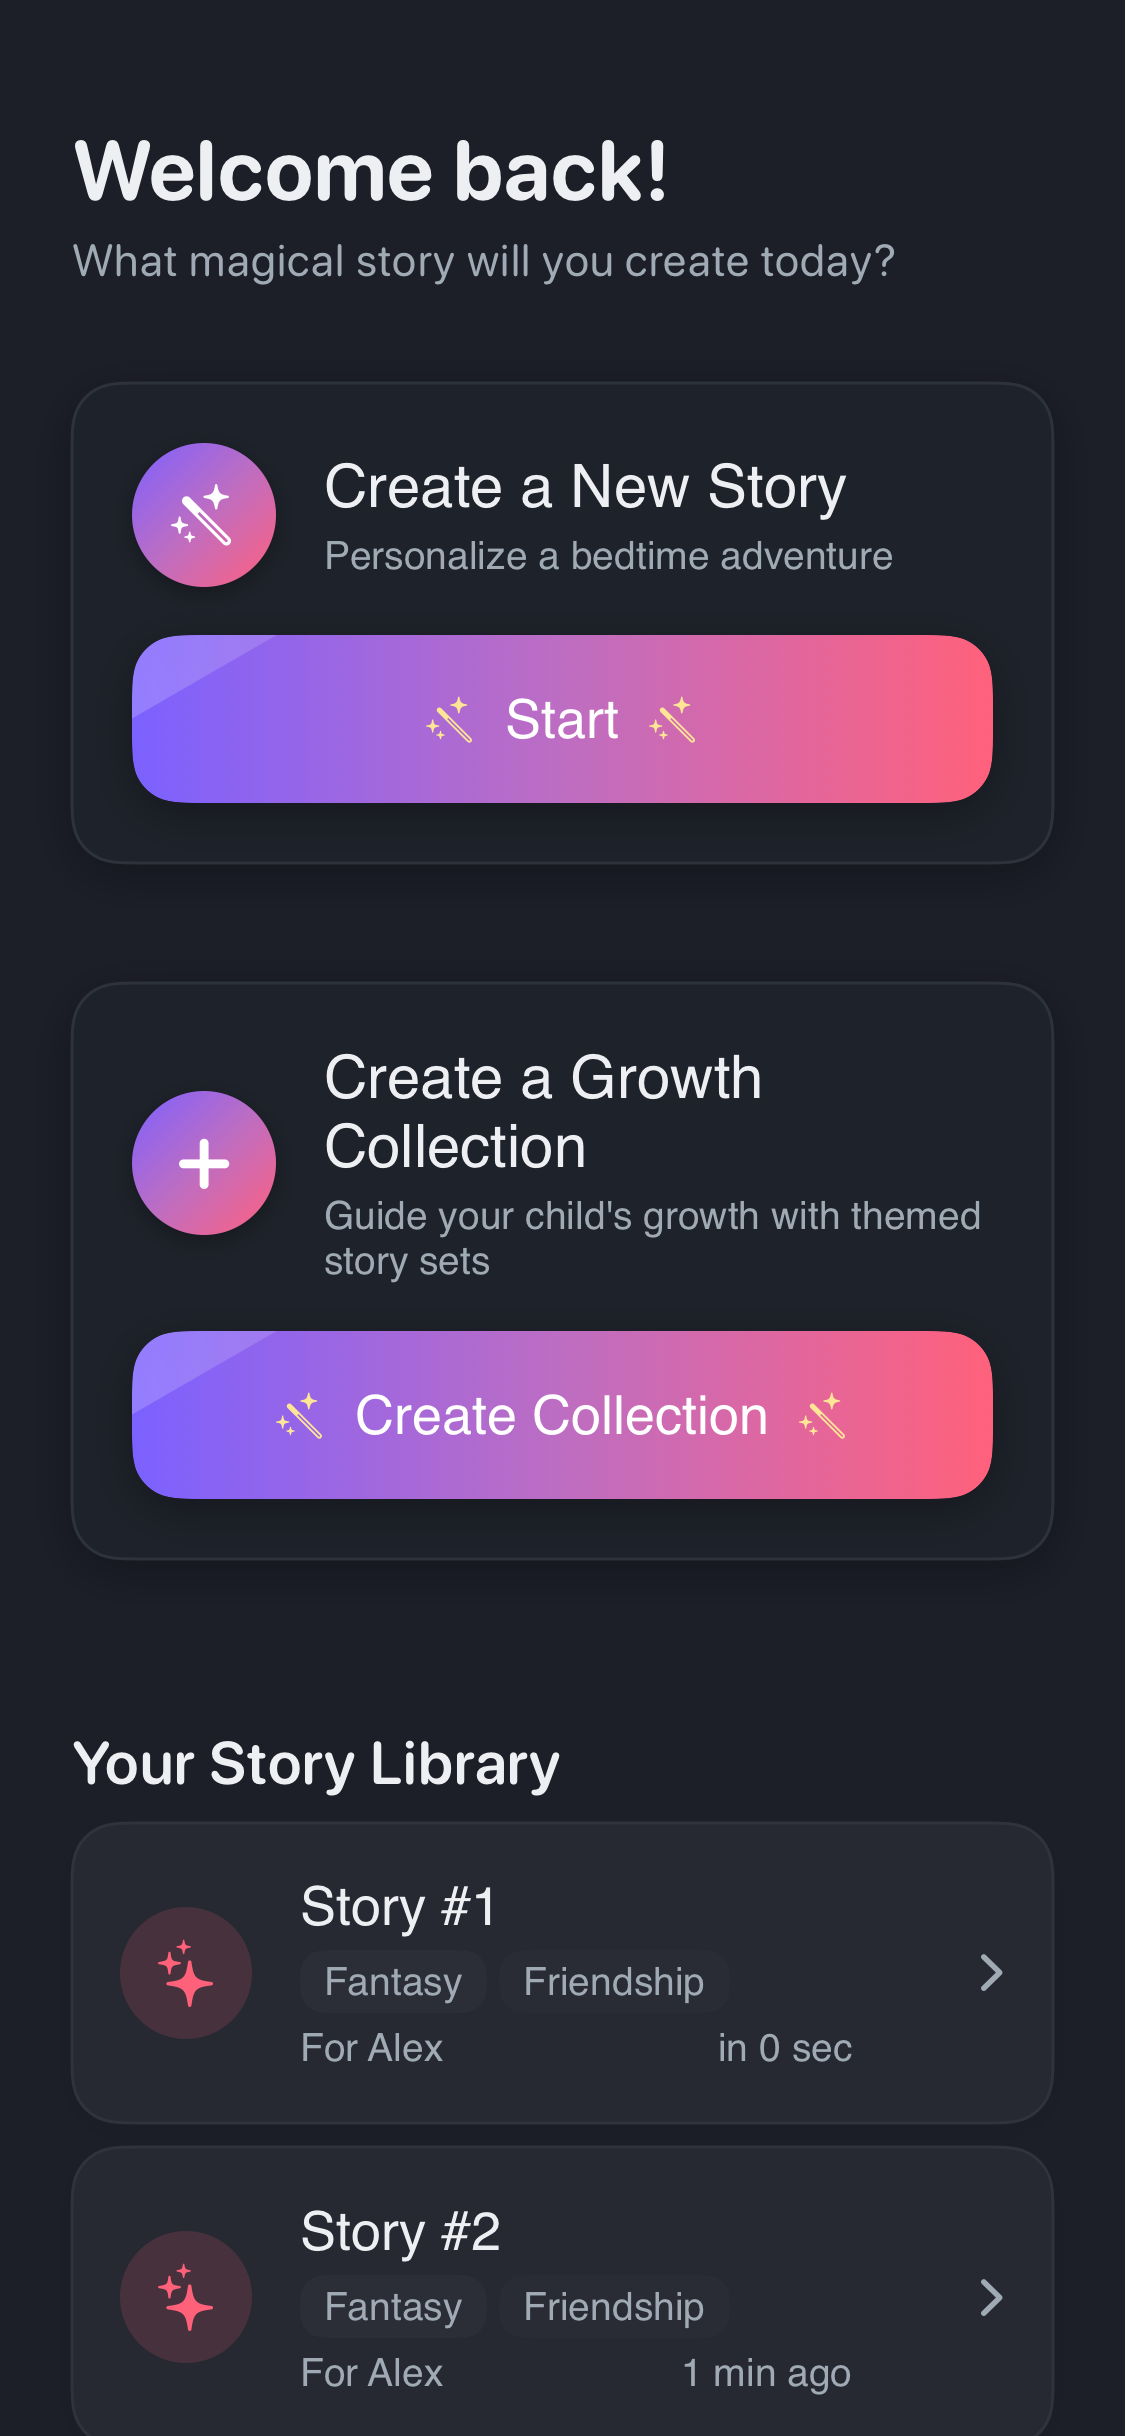 Welcome back!
What magical story will you create today?
Create a New Story
Personalize a bedtime adventure
Start
Create a Growth
Collection
Guide your child's growth with themed
story sets
Create Collection
Your Story Library
Story #1
Fantasy Friendship
For Alex in 0 sec
Story #2
Fantasy Friendship
For Alex 1 min ago